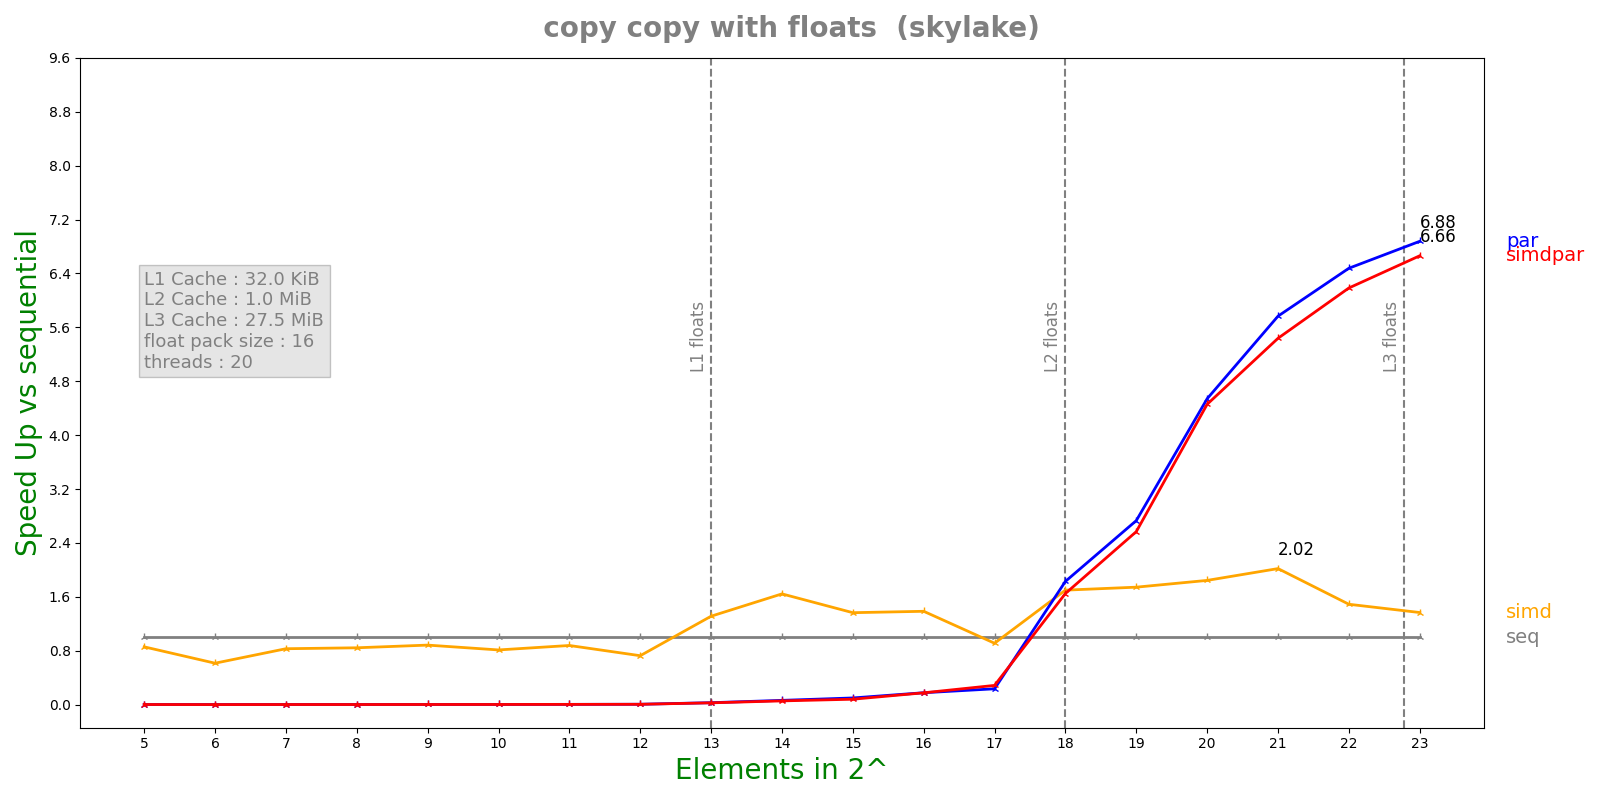 copy copy with floats  (skylake)
Speed Up vs sequential
9.6
8.8
8.0
7.2
6.4
5.6
4.8
4.0
3.2
2.4
1.6
0.8
0.0
L1 Cache : 32.0 KiB
L2 Cache : 1.0 MiB
L3 Cache : 27.5 MiB
float pack size : 16
threads : 20
L1 floats
L2 floats
L3 floats
6.88
6.66
2.02
par
simdpar
simd
seq
5 6 7 8 9 10 11 12 13 14 15 16 17 18 19 20 21 22 23
Elements in 2^